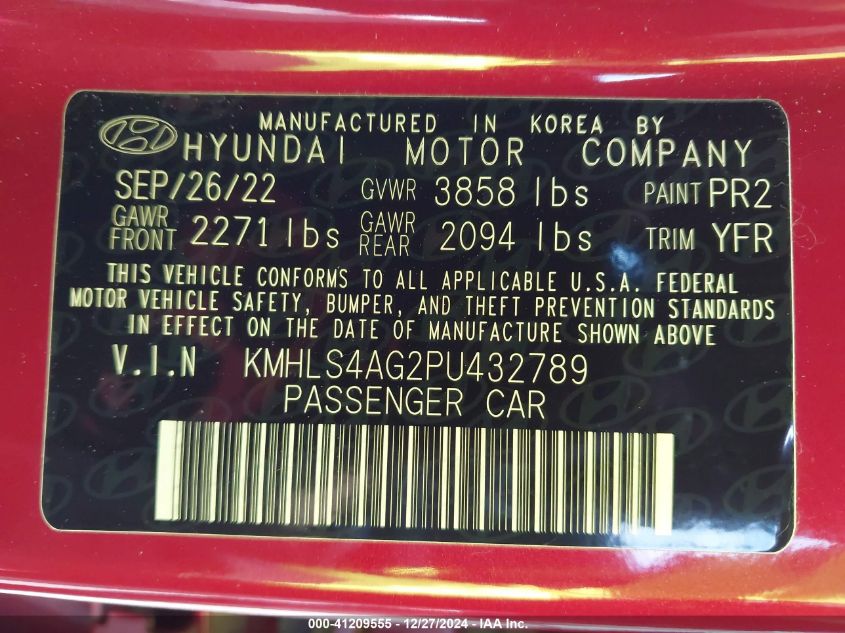 MANUFACTURED IN KOREA BY
HYUNDAI MOTOR COMPANY
SEP/26/22 GVWR 3858 lbs PAINT PR2
GAWR FRONT 2271 lbs GAWR REAR 2094 lbs TRIM YFR
THIS VEHICLE CONFORMS TO ALL APPLICABLE U.S.A. FEDERAL
MOTOR VEHICLE SAFETY, BUMPER, AND THEFT PREVENTION STANDARDS
IN EFFECT ON THE DATE OF MANUFACTURE SHOWN ABOVE
V.I.N KMHLS4AG2PU432789
PASSENGER CAR
000-41209555 - 12/27/2024 - IAA Inc.